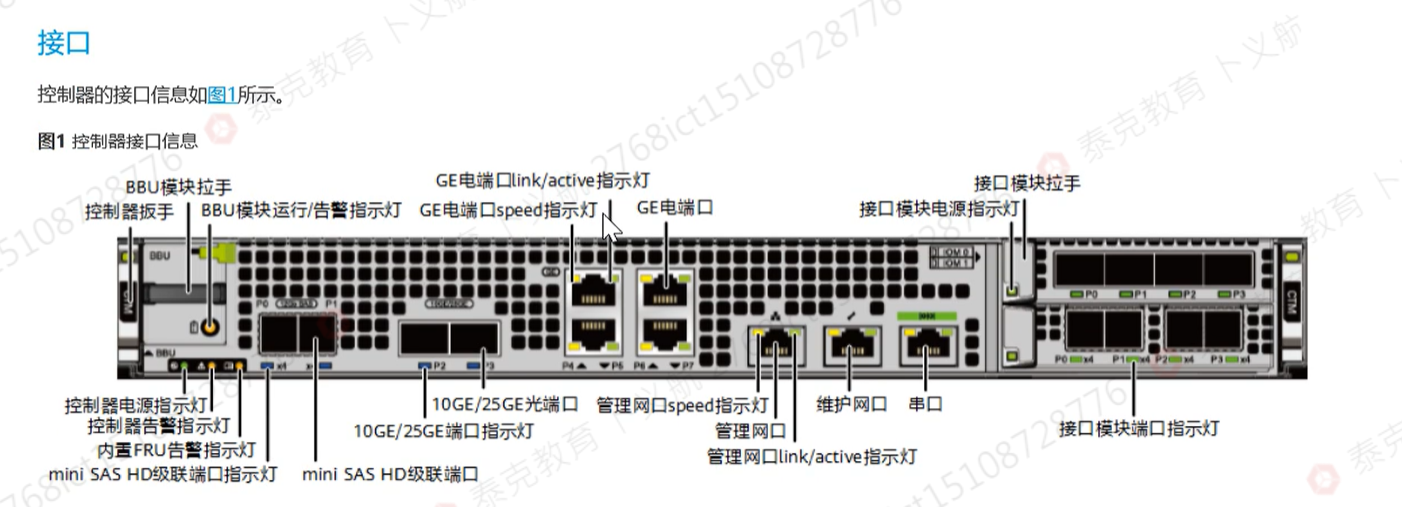 接口
控制器的接口信息如图1所示。
图1 控制器接口信息
GE电端口link/active指示灯
BBU模块拉手
接口模块拉手
控制器扳手
BBU模块运行/告警指示灯
GE电端口speed指示灯
GE电端口
接口模块电源指示灯
BBU
IOM 0
IOM 1
P0
P1
P0
P1
P2
P3
BBU
x4
P2
P3
P4
P5
P6
P7
P0
x4
P1
x4
P2
x4
P3
x4
控制器电源指示灯
10GE/25GE光端口
管理网口speed指示灯
维护网口
串口
控制器告警指示灯
10GE/25GE端口指示灯
管理网口
接口模块端口指示灯
内置FRU告警指示灯
管理网口link/active指示灯
mini SAS HD级联端口指示灯
mini SAS HD级联端口
泰克教育 卜义航 2768ict15108728776
泰克教育 卜义航